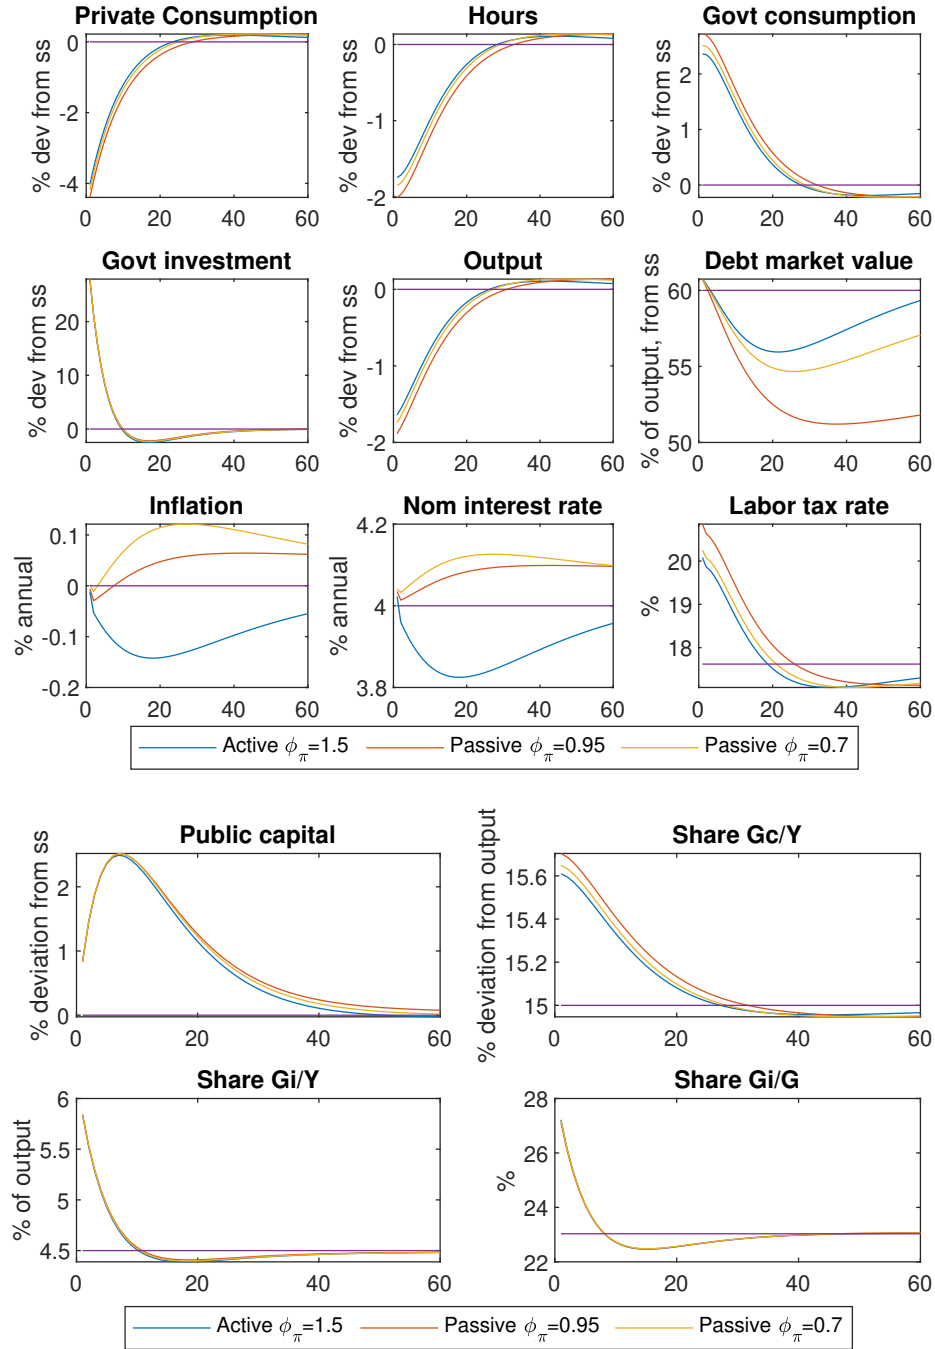 Private Consumption
Hours
Govt consumption
% dev from ss
0
-2
-4
0 20 40 60
% dev from ss
0
-1
-2
0 20 40 60
% dev from ss
2
1
0
0 20 40 60
Govt investment
Output
Debt market value
% dev from ss
20
10
0
0 20 40 60
% dev from ss
0
-1
-2
0 20 40 60
% of output, from ss
60
55
50
0 20 40 60
Inflation
Nom interest rate
Labor tax rate
% annual
0.1
0
-0.1
-0.2
0 20 40 60
% annual
4.2
4
3.8
0 20 40 60
%
20
19
18
0 20 40 60
Active ϕπ=1.5 Passive ϕπ=0.95 Passive ϕπ=0.7
Public capital
Share Gc/Y
% deviation from ss
2
1
0
0 20 40 60
% deviation from output
15.6
15.4
15.2
15
0 20 40 60
Share Gi/Y
Share Gi/G
% of output
6
5.5
5
4.5
0 20 40 60
%
28
26
24
22
0 20 40 60
Active ϕπ=1.5 Passive ϕπ=0.95 Passive ϕπ=0.7